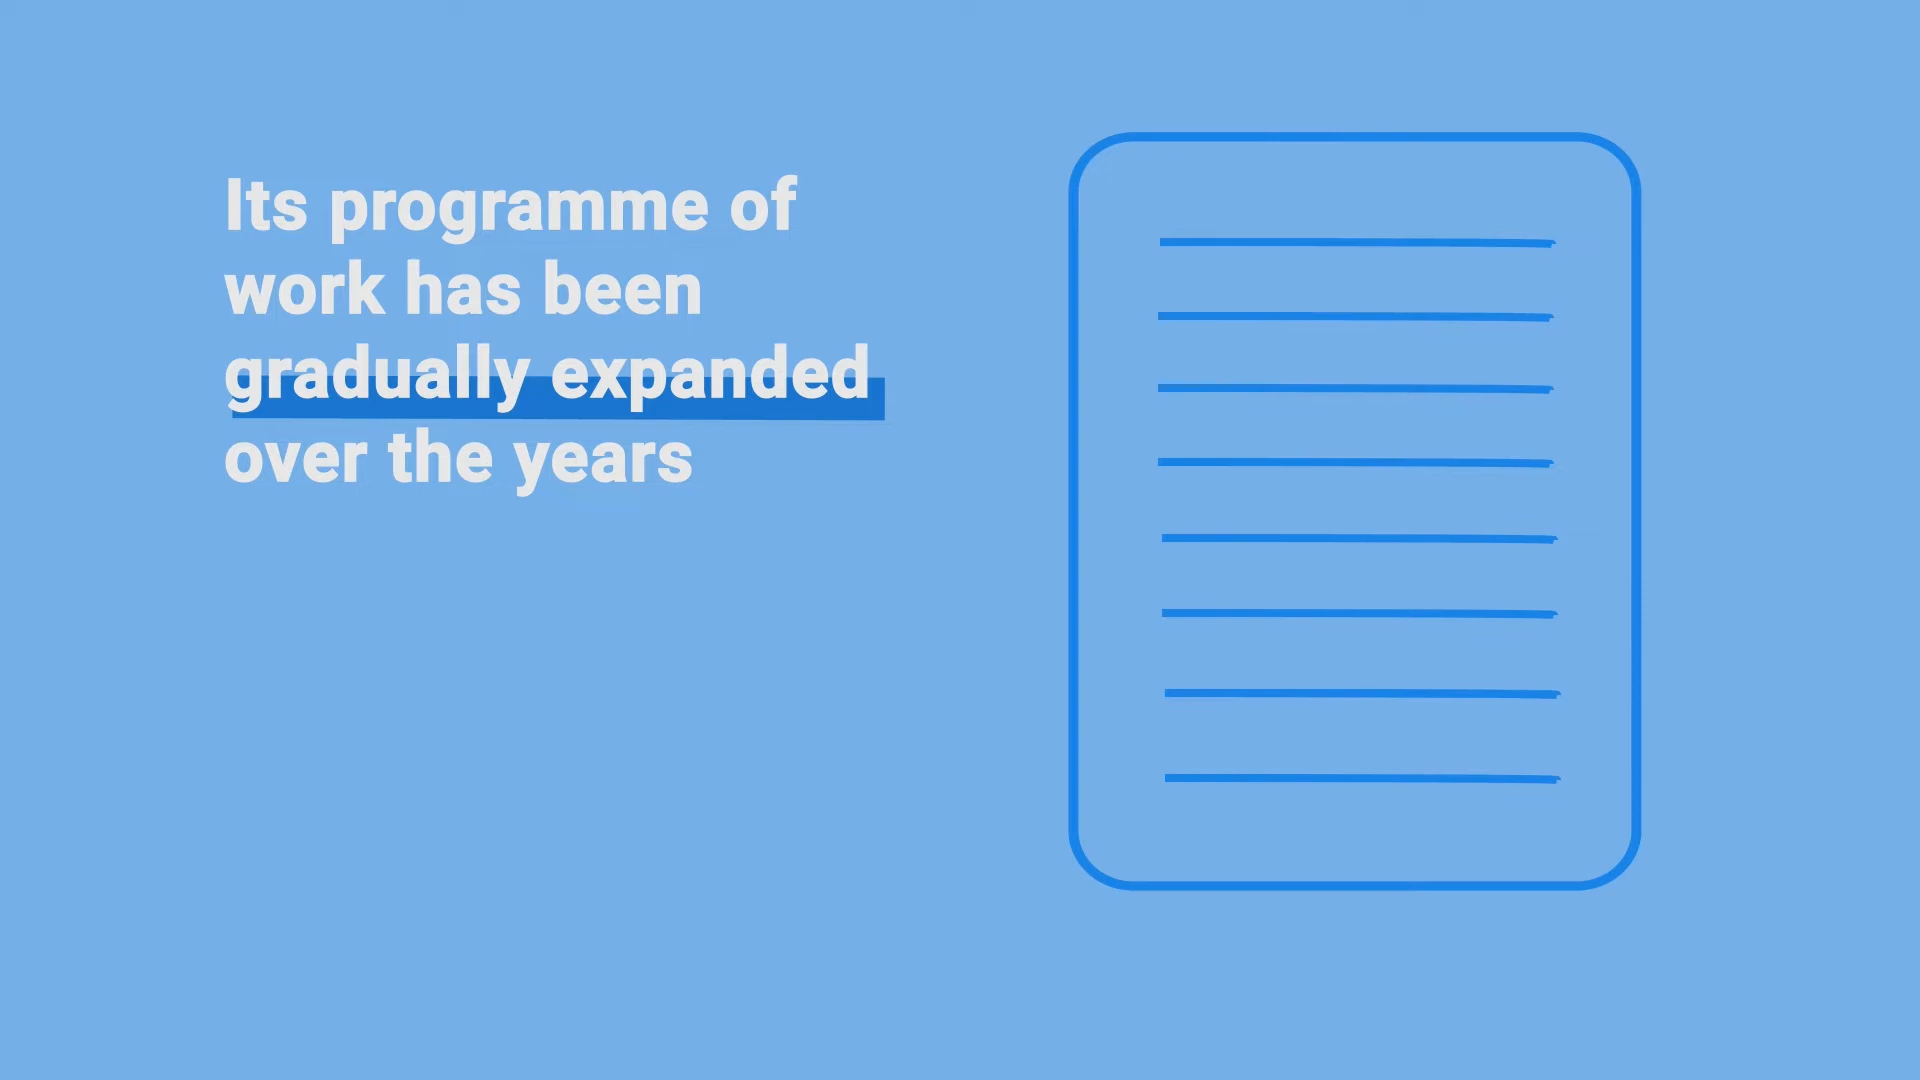 Its programme of
work has been
gradually expanded
over the years